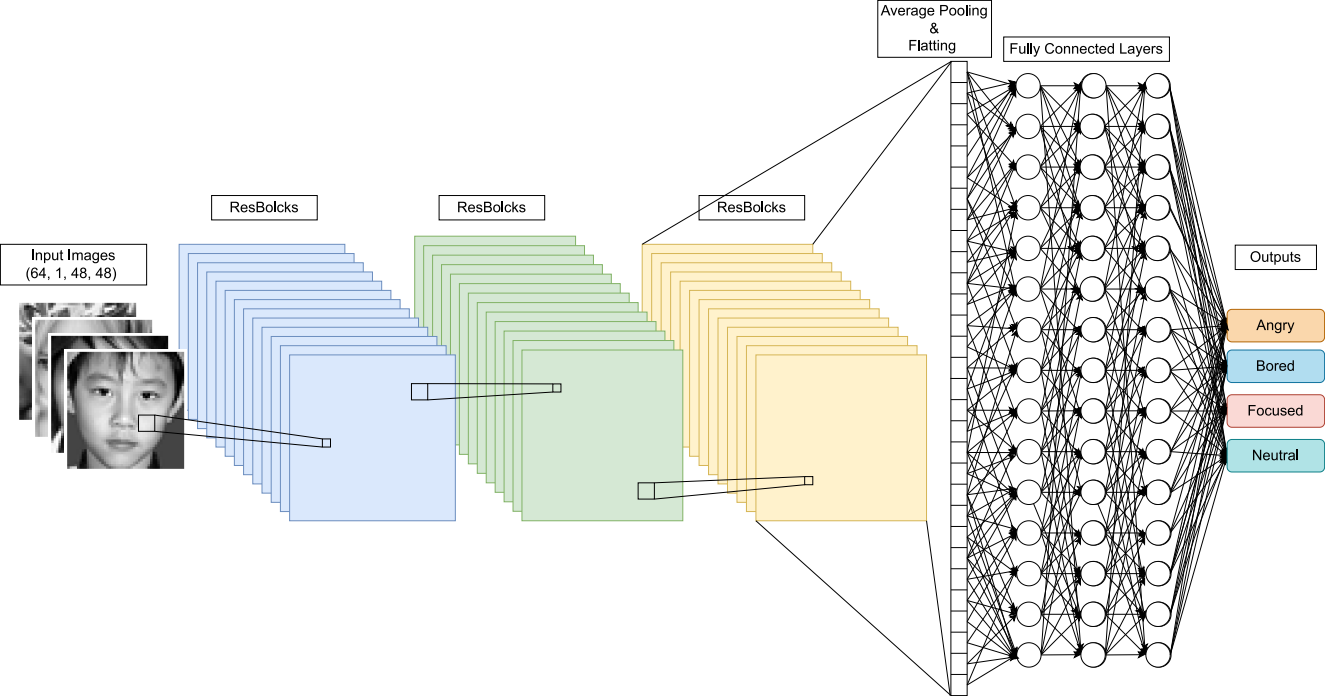 Average Pooling
&
Flatting
Fully Connected Layers
ResBolcks
ResBolcks
ResBolcks
Input Images
(64, 1, 48, 48)
Outputs
Angry
Bored
Focused
Neutral